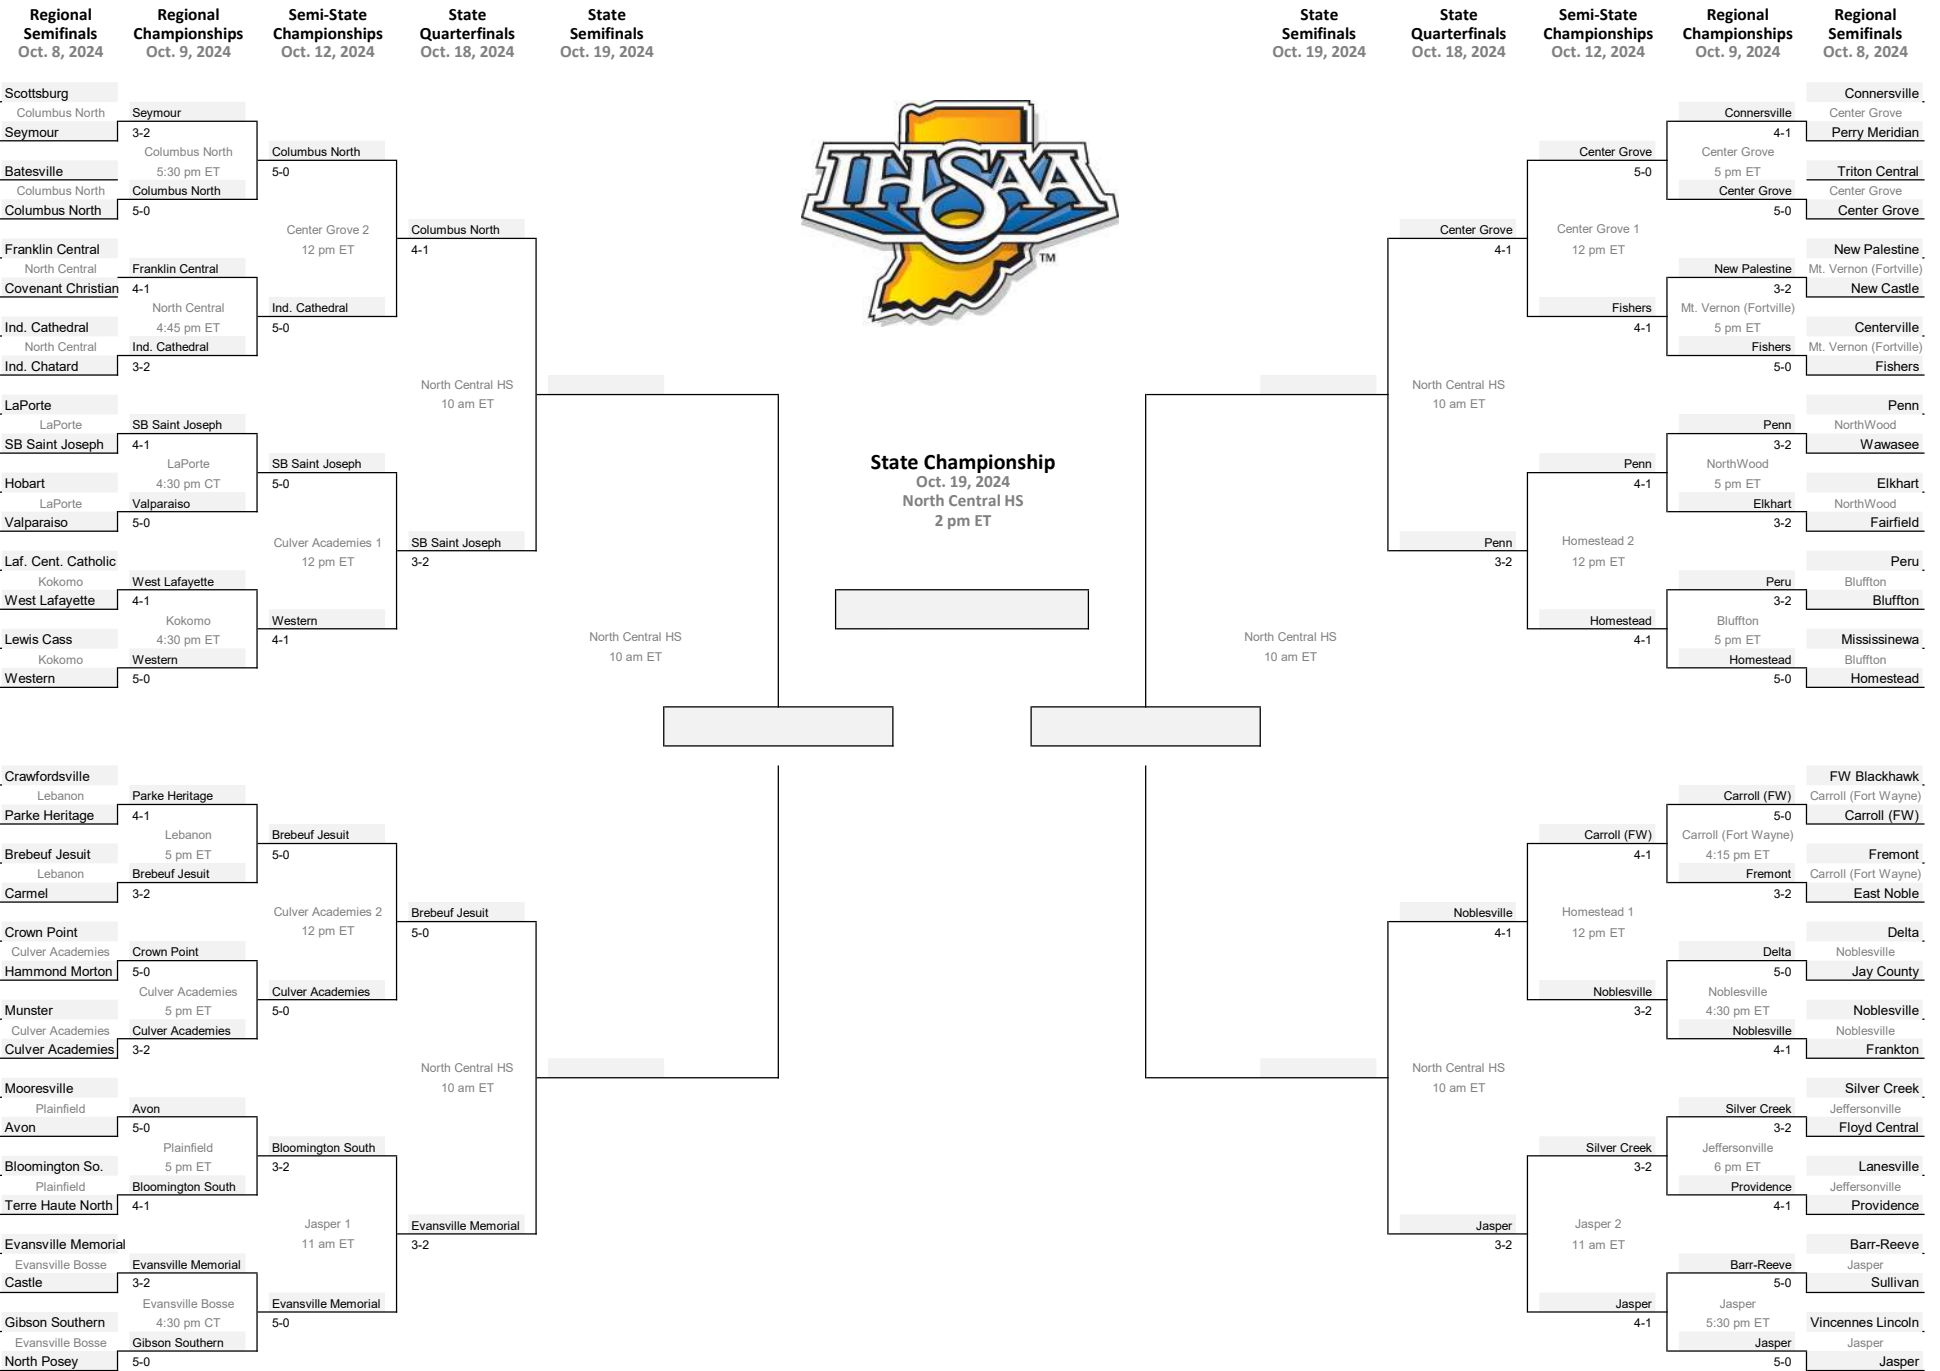 Regional
Semifinals
Oct. 8, 2024
Regional
Championships
Oct. 9, 2024
Semi-State
Championships
Oct. 12, 2024
State
Quarterfinals
Oct. 18, 2024
State
Semifinals
Oct. 19, 2024
State
Semifinals
Oct. 19, 2024
State
Quarterfinals
Oct. 18, 2024
Semi-State
Championships
Oct. 12, 2024
Regional
Championships
Oct. 9, 2024
Regional
Semifinals
Oct. 8, 2024
Scottsburg
Columbus North
Seymour
Batesville
Columbus North
Columbus North
Franklin Central
North Central
Covenant Christian
Ind. Cathedral
North Central
Ind. Chatard
LaPorte
LaPorte
SB Saint Joseph
Hobart
LaPorte
Valparaiso
Laf. Cent. Catholic
Kokomo
West Lafayette
Lewis Cass
Kokomo
Western
Crawfordsville
Lebanon
Parke Heritage
Brebeuf Jesuit
Lebanon
Carmel
Crown Point
Culver Academies
Hammond Morton
Munster
Culver Academies
Culver Academies
Mooresville
Plainfield
Avon
Bloomington So.
Plainfield
Terre Haute North
Evansville Memorial
Evansville Bosse
Castle
Gibson Southern
Evansville Bosse
North Posey
Seymour
3-2
Columbus North
5:30 pm ET
Columbus North
5-0
Franklin Central
4-1
North Central
4:45 pm ET
Ind. Cathedral
3-2
SB Saint Joseph
4-1
LaPorte
4:30 pm CT
Valparaiso
5-0
West Lafayette
4-1
Kokomo
4:30 pm ET
Western
5-0
Parke Heritage
4-1
Lebanon
5 pm ET
Brebeuf Jesuit
3-2
Crown Point
5-0
Culver Academies
5 pm ET
Culver Academies
3-2
Avon
5-0
Plainfield
5 pm ET
Bloomington South
4-1
Evansville Memorial
3-2
Evansville Bosse
4:30 pm CT
Gibson Southern
5-0
Columbus North
5-0
Center Grove 2
12 pm ET
Ind. Cathedral
5-0
SB Saint Joseph
5-0
Culver Academies 1
12 pm ET
Western
4-1
Brebeuf Jesuit
5-0
Culver Academies 2
12 pm ET
Culver Academies
5-0
Bloomington South
3-2
Jasper 1
11 am ET
Evansville Memorial
5-0
Columbus North
4-1
North Central HS
10 am ET
SB Saint Joseph
3-2
Brebeuf Jesuit
5-0
North Central HS
10 am ET
Evansville Memorial
3-2
North Central HS
10 am ET
IHSAA
TM
State Championship
Oct. 19, 2024
North Central HS
2 pm ET
North Central HS
10 am ET
Center Grove
4-1
North Central HS
10 am ET
Penn
3-2
Noblesville
4-1
North Central HS
10 am ET
Jasper
3-2
Center Grove
5-0
Center Grove 1
12 pm ET
Fishers
4-1
Penn
4-1
Homestead 2
12 pm ET
Homestead
4-1
Carroll (FW)
4-1
Homestead 1
12 pm ET
Noblesville
3-2
Silver Creek
3-2
Jasper 2
11 am ET
Jasper
4-1
Connersville
4-1
Center Grove
5 pm ET
Center Grove
5-0
New Palestine
3-2
Mt. Vernon (Fortville)
5 pm ET
Fishers
5-0
Penn
3-2
NorthWood
5 pm ET
Elkhart
3-2
Peru
3-2
Bluffton
5 pm ET
Homestead
5-0
Carroll (FW)
5-0
Carroll (Fort Wayne)
4:15 pm ET
Fremont
3-2
Delta
5-0
Noblesville
4:30 pm ET
Noblesville
4-1
Silver Creek
3-2
Jeffersonville
6 pm ET
Providence
4-1
Barr-Reeve
5-0
Jasper
5:30 pm ET
Jasper
5-0
Connersville
Center Grove
Perry Meridian
Triton Central
Center Grove
Center Grove
New Palestine
Mt. Vernon (Fortville)
New Castle
Centerville
Mt. Vernon (Fortville)
Fishers
Penn
NorthWood
Wawasee
Elkhart
NorthWood
Fairfield
Peru
Bluffton
Bluffton
Mississinewa
Bluffton
Homestead
FW Blackhawk
Carroll (Fort Wayne)
Carroll (FW)
Fremont
Carroll (Fort Wayne)
East Noble
Delta
Noblesville
Jay County
Noblesville
Noblesville
Frankton
Silver Creek
Jeffersonville
Floyd Central
Lanesville
Jeffersonville
Providence
Barr-Reeve
Jasper
Sullivan
Vincennes Lincoln
Jasper
Jasper